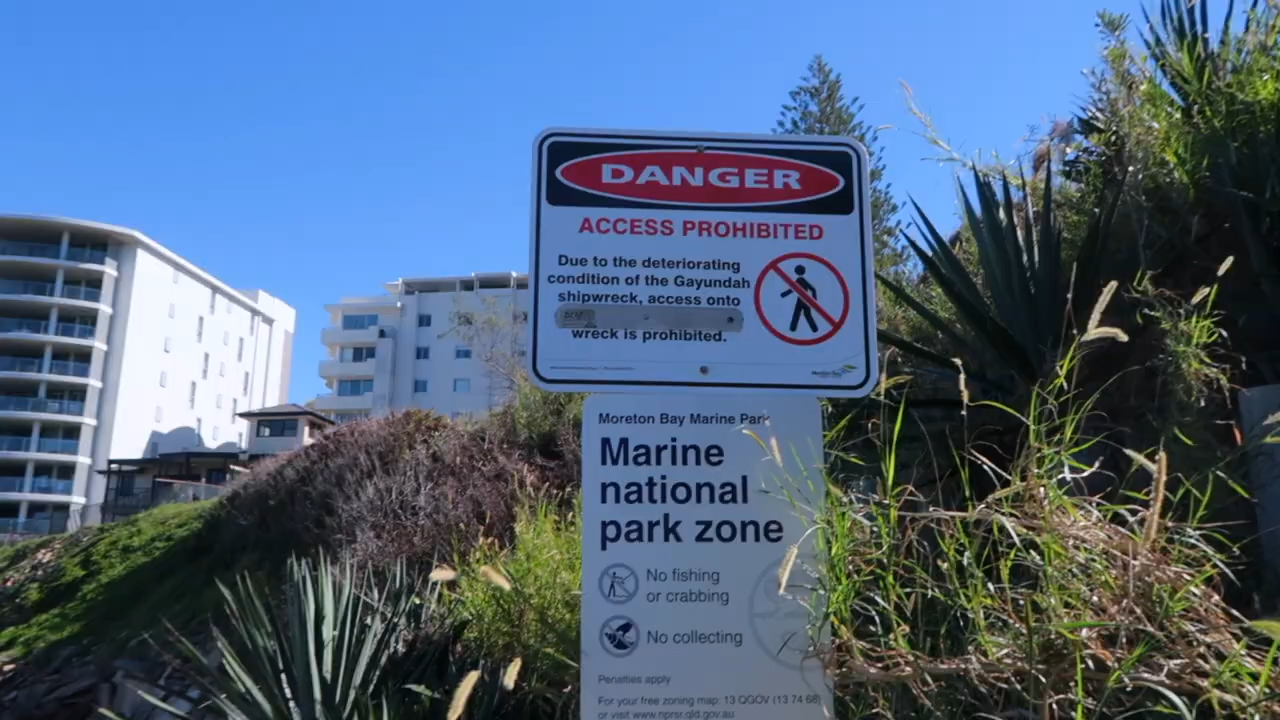 DANGER
ACCESS PROHIBITED
Due to the deteriorating
condition of the Gayundah
shipwreck, access onto
wreck is prohibited.
Moreton Bay
Moreton Bay Marine Park
Marine
national
park zone
No fishing
or crabbing
No collecting
Penalties apply
For your free zoning map: 13 QGOV (13 74 68)
or visit www.nprsr.qld.gov.au